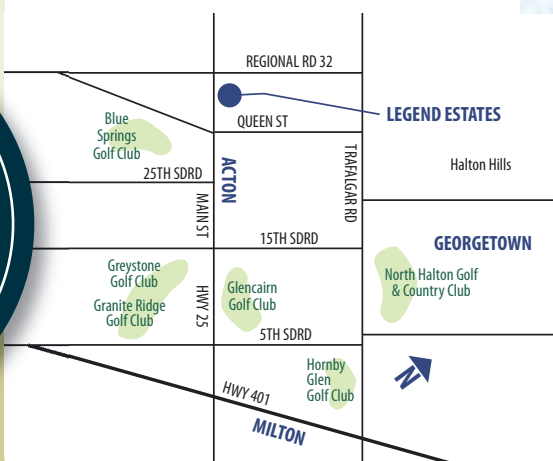 REGIONAL RD 32
LEGEND ESTATES
Blue
Springs
Golf Club
QUEEN ST
25TH SDRD
ACTON
MAIN ST
TRAFALGAR RD
Halton Hills
15TH SDRD
GEORGETOWN
Greystone
Golf Club
Granite Ridge
Golf Club
HWY 25
Glencairn
Golf Club
North Halton Golf
& Country Club
5TH SDRD
Hornby
Glen
Golf Club
N
HWY 401
MILTON